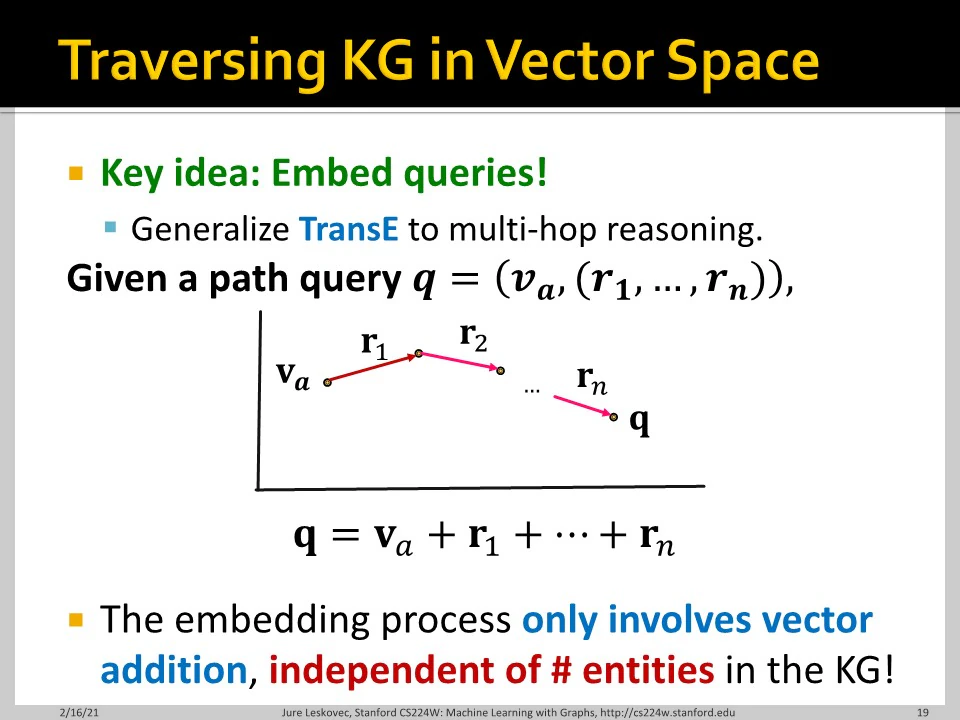 Traversing KG in Vector Space
Key idea: Embed queries!
Generalize TransE to multi-hop reasoning.
Given a path query 𝒒 = (𝒗𝒂, (𝒓𝟏, … , 𝒓𝒏)),
𝐯𝒂
𝐫1
𝐫2
…
𝐫𝑛
𝐪
𝐪 = 𝐯𝑎 + 𝐫1 + ⋯ + 𝐫𝑛
The embedding process only involves vector
addition, independent of # entities in the KG!
2/16/21
Jure Leskovec, Stanford CS224W: Machine Learning with Graphs, http://cs224w.stanford.edu
19